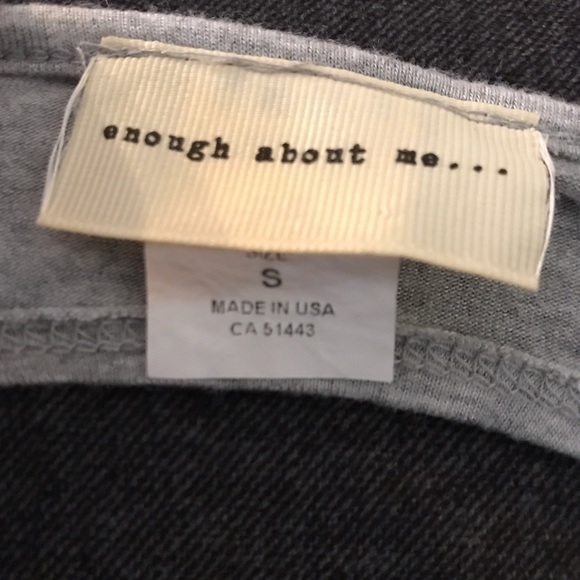 enough about me...
SIZE
S
MADE IN USA
CA 51443